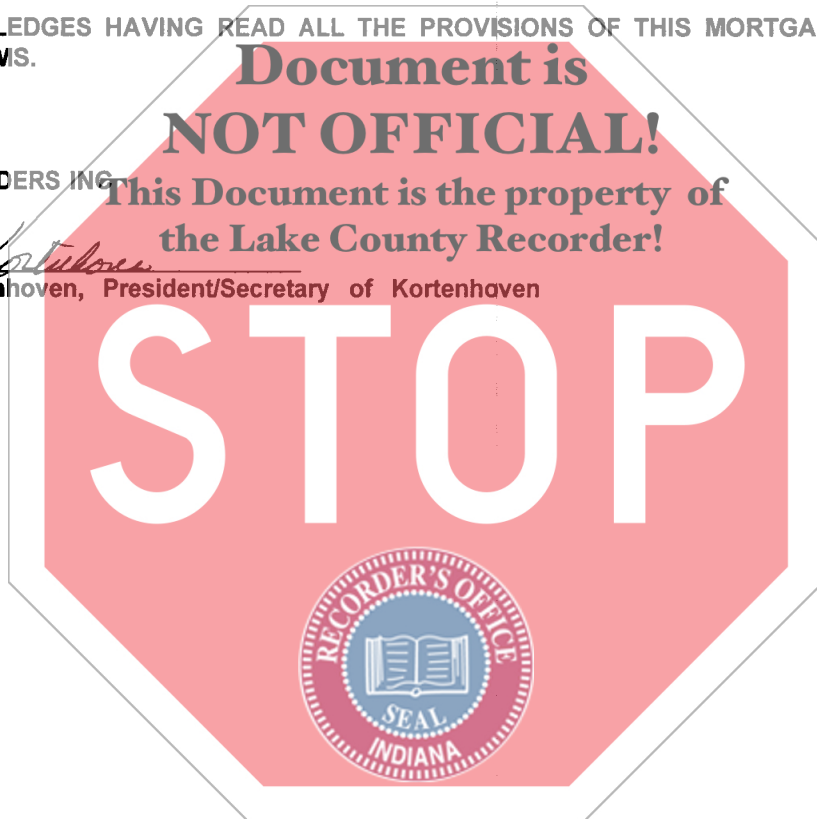 LEDGES HAVING READ ALL THE PROVISIONS OF THIS MORTGA
MS.
Document is
NOT OFFICIAL!
DERS INC.
This Document is the property of
the Lake County Recorder!
Kortenhoven
hoven, President/Secretary of Kortenhoven
STOP
RECORDER'S OFFICE
SEAL
INDIANA